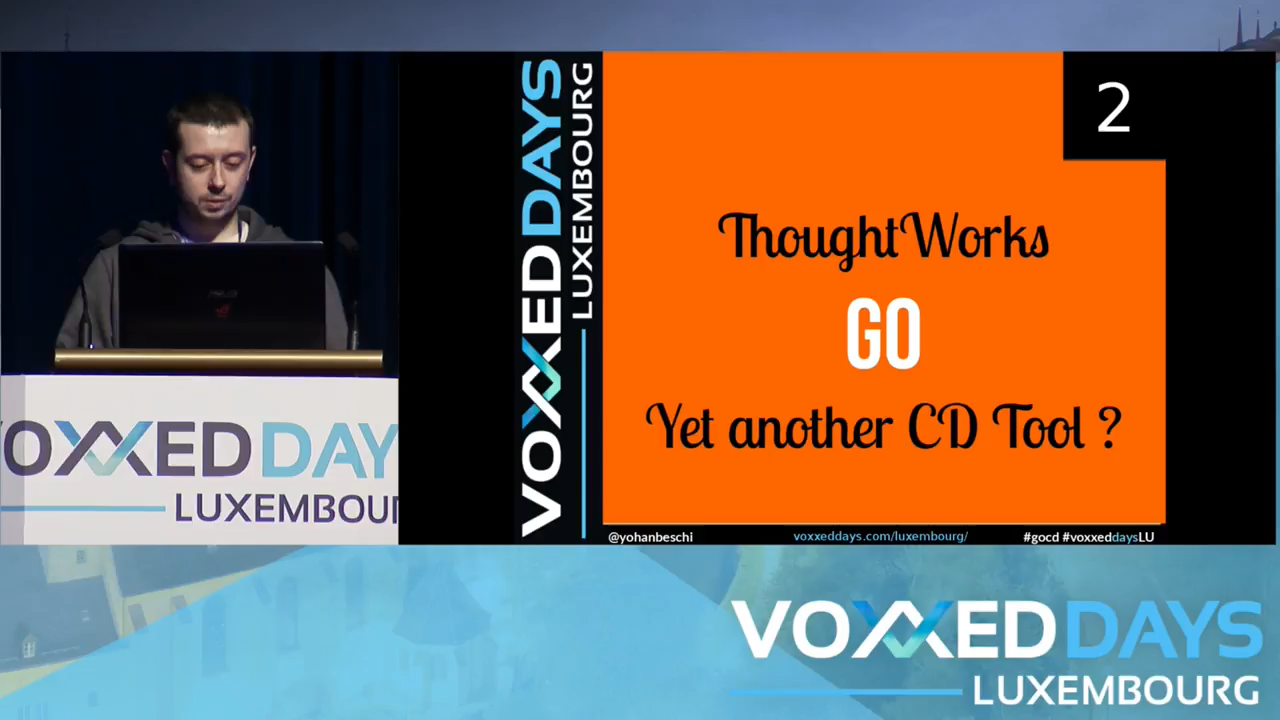 VOXXED DAYS
LUXEMBOUR
VOXXED DAYS
LUXEMBOURG
2
ThoughtWorks
GO
Yet another CD Tool ?
@yohanbeschi
voxxeddays.com/luxembourg/
#gocd #voxxeddaysLU
VOXXED DAYS
LUXEMBOURG